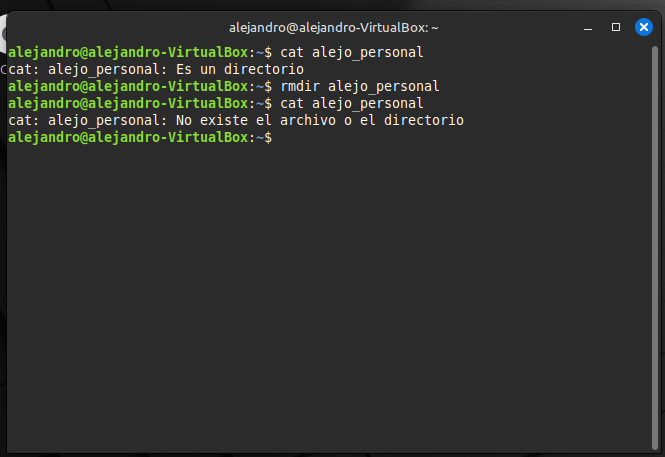 alejandro@alejandro-VirtualBox: ~
alejandro@alejandro-VirtualBox:~$ cat alejo_personal
cat: alejo_personal: Es un directorio
alejandro@alejandro-VirtualBox:~$ rmdir alejo_personal
alejandro@alejandro-VirtualBox:~$ cat alejo_personal
cat: alejo_personal: No existe el archivo o el directorio
alejandro@alejandro-VirtualBox:~$